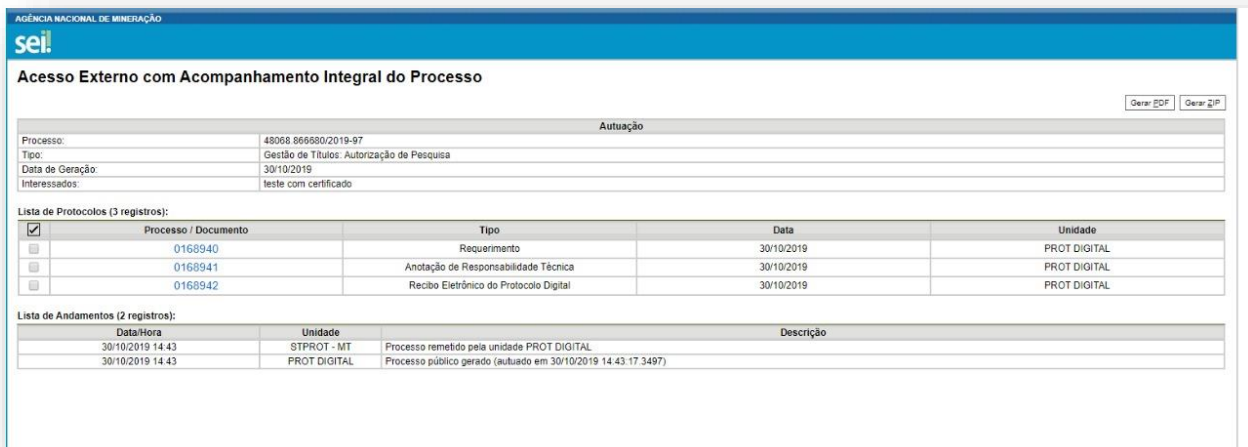 AGÊNCIA NACIONAL DE MINERAÇÃO
sei!
Acesso Externo com Acompanhamento Integral do Processo
Gerar PDF Gerar ZIP
Autuação
Processo: 48068.866680/2019-97
Tipo: Gestão de Títulos: Autorização de Pesquisa
Data de Geração: 30/10/2019
Interessados: teste com certificado
Lista de Protocolos (3 registros):
Processo / Documento Tipo Data Unidade
0168940 Requerimento 30/10/2019 PROT DIGITAL
0168941 Anotação de Responsabilidade Técnica 30/10/2019 PROT DIGITAL
0168942 Recibo Eletrônico do Protocolo Digital 30/10/2019 PROT DIGITAL
Lista de Andamentos (2 registros):
Data/Hora Unidade Descrição
30/10/2019 14:43 STPROT - MT Processo remetido pela unidade PROT DIGITAL
30/10/2019 14:43 PROT DIGITAL Processo público gerado (autuado em 30/10/2019 14:43:17.3497)